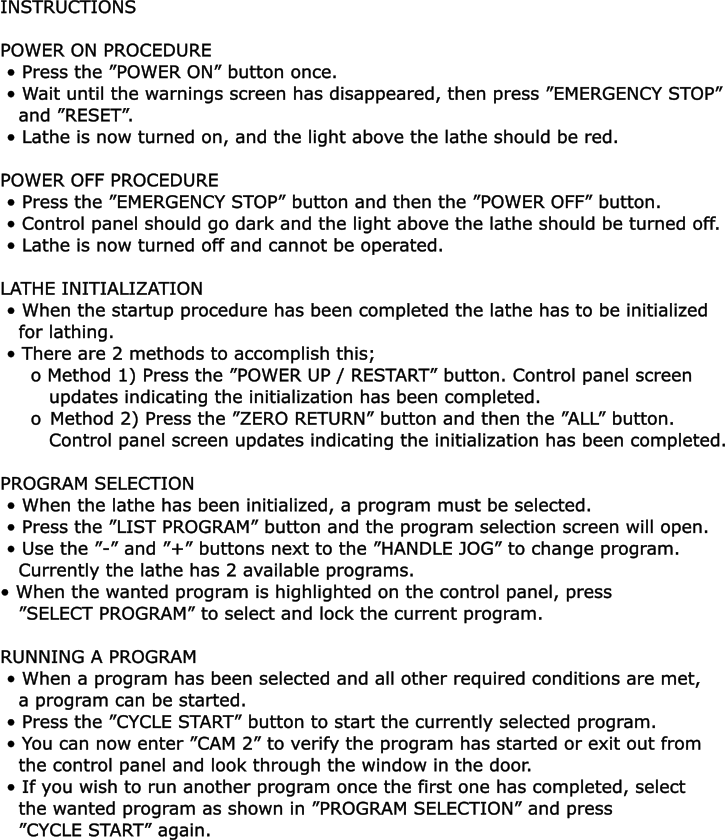 INSTRUCTIONS
POWER ON PROCEDURE
• Press the ”POWER ON” button once.
• Wait until the warnings screen has disappeared, then press ”EMERGENCY STOP”
and ”RESET”.
• Lathe is now turned on, and the light above the lathe should be red.
POWER OFF PROCEDURE
• Press the ”EMERGENCY STOP” button and then the ”POWER OFF” button.
• Control panel should go dark and the light above the lathe should be turned off.
• Lathe is now turned off and cannot be operated.
LATHE INITIALIZATION
• When the startup procedure has been completed the lathe has to be initialized
for lathing.
• There are 2 methods to accomplish this;
o Method 1) Press the ”POWER UP / RESTART” button. Control panel screen
updates indicating the initialization has been completed.
o Method 2) Press the ”ZERO RETURN” button and then the ”ALL” button.
Control panel screen updates indicating the initialization has been completed.
PROGRAM SELECTION
• When the lathe has been initialized, a program must be selected.
• Press the ”LIST PROGRAM” button and the program selection screen will open.
• Use the ”-” and ”+” buttons next to the ”HANDLE JOG” to change program.
Currently the lathe has 2 available programs.
• When the wanted program is highlighted on the control panel, press
”SELECT PROGRAM” to select and lock the current program.
RUNNING A PROGRAM
• When a program has been selected and all other required conditions are met,
a program can be started.
• Press the ”CYCLE START” button to start the currently selected program.
• You can now enter ”CAM 2” to verify the program has started or exit out from
the control panel and look through the window in the door.
• If you wish to run another program once the first one has completed, select
the wanted program as shown in ”PROGRAM SELECTION” and press
”CYCLE START” again.